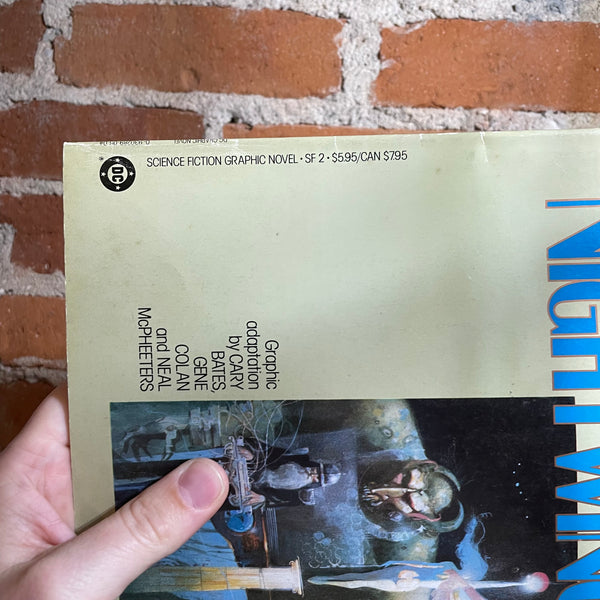 DC
SCIENCE FICTION GRAPHIC NOVEL • SF 2 • $5.95/CAN $7.95
NIGHTWING
Graphic
adaptation
by CARY
BATES,
GENE
COLAN
and NEAL
McPHEETERS